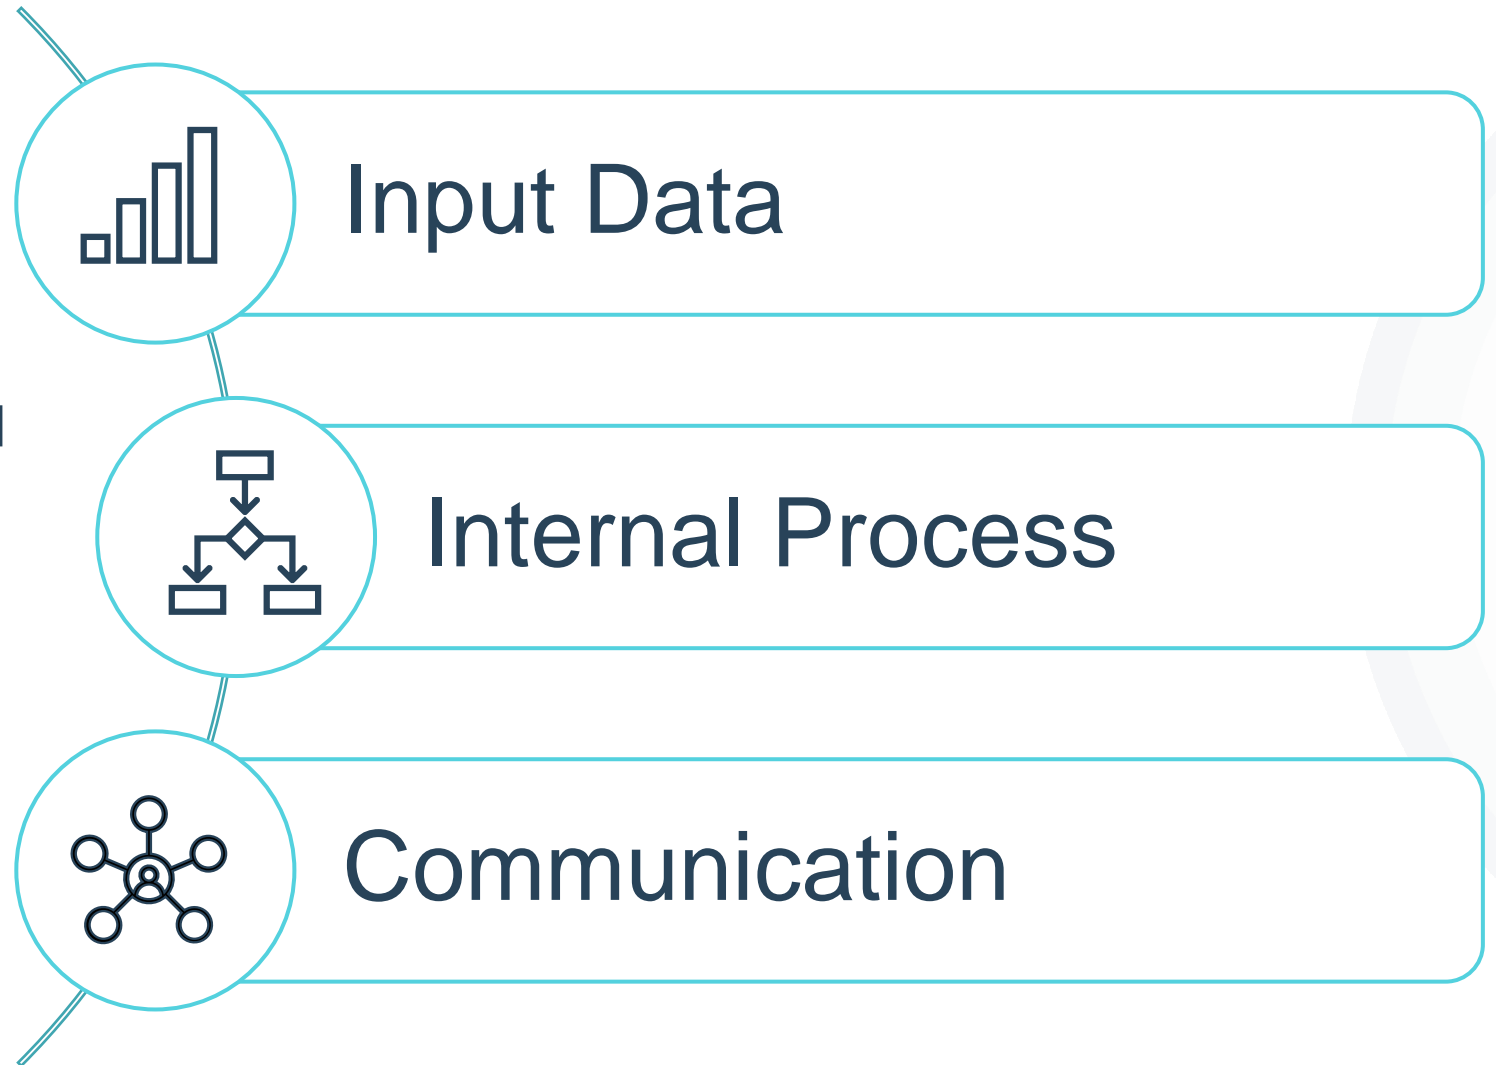 Input Data
Internal Process
Communication